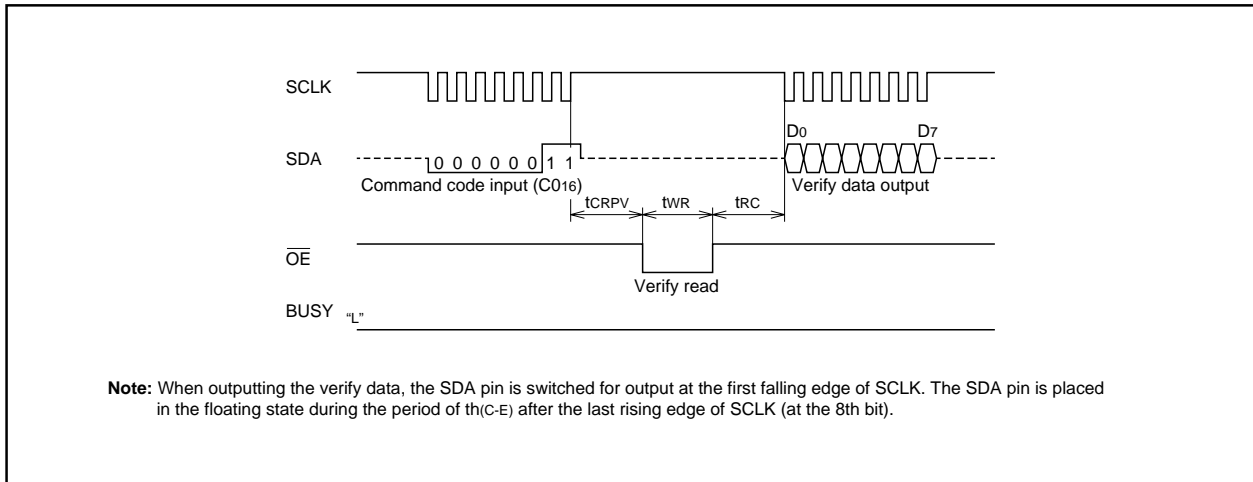 SCLK
D0 D7
SDA
0 0 0 0 0 0 1 1
Command code input (C016)
Verify data output
tCRPV tWR tRC
OE
Verify read
BUSY "L"
Note: When outputting the verify data, the SDA pin is switched for output at the first falling edge of SCLK. The SDA pin is placed
in the floating state during the period of th(C-E) after the last rising edge of SCLK (at the 8th bit).